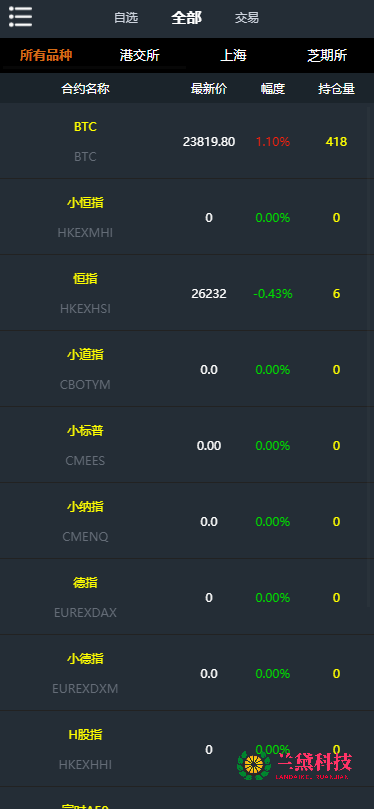 自选 全部 交易
所有品种 港交所 上海 芝期所
合约名称 最新价 幅度 持仓量
BTC
23819.80 1.10% 418
BTC
小恒指
0 0.00% 0
HKEXMHI
恒指
26232 -0.43% 6
HKEXHSI
小道指
0.0 0.00% 0
CBOTYM
小标普
0.00 0.00% 0
CMEES
小纳指
0.0 0.00% 0
CMENQ
德指
0 0.00% 0
EUREXDAX
小德指
0.0 0.00% 0
EUREXDXM
H股指
0 0.00% 0
HKEXHHI
兰黛科技
富时A50